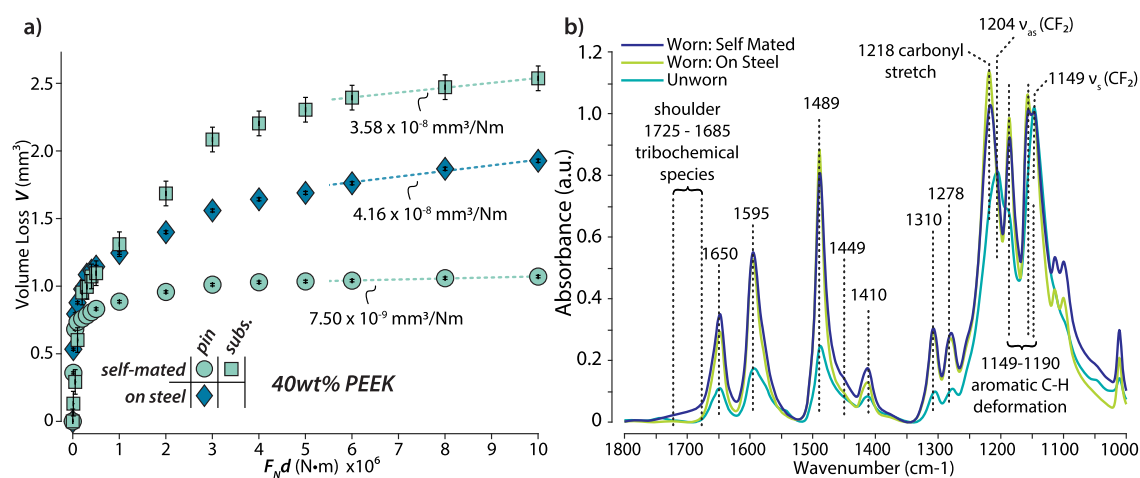 a)
Volume Loss V (mm³)
2.5
2.0
1.5
1.0
0.5
0
3.58 x 10⁻⁸ mm³/Nm
4.16 x 10⁻⁸ mm³/Nm
7.50 x 10⁻⁹ mm³/Nm
pin
subs.
self-mated
on steel
40wt% PEEK
0 1 2 3 4 5 6 7 8 9 10
F_N d (N•m) x10⁶
b)
Absorbance (a.u.)
1.2
1.0
0.8
0.6
0.4
0.2
0
Worn: Self Mated
Worn: On Steel
Unworn
shoulder
1725 - 1685
tribochemical
species
1650
1595
1489
1449
1410
1310
1278
1218 carbonyl
stretch
1204 ν_as (CF₂)
1149 ν_s (CF₂)
1149-1190
aromatic C-H
deformation
1800 1700 1600 1500 1400 1300 1200 1100 1000
Wavenumber (cm-1)